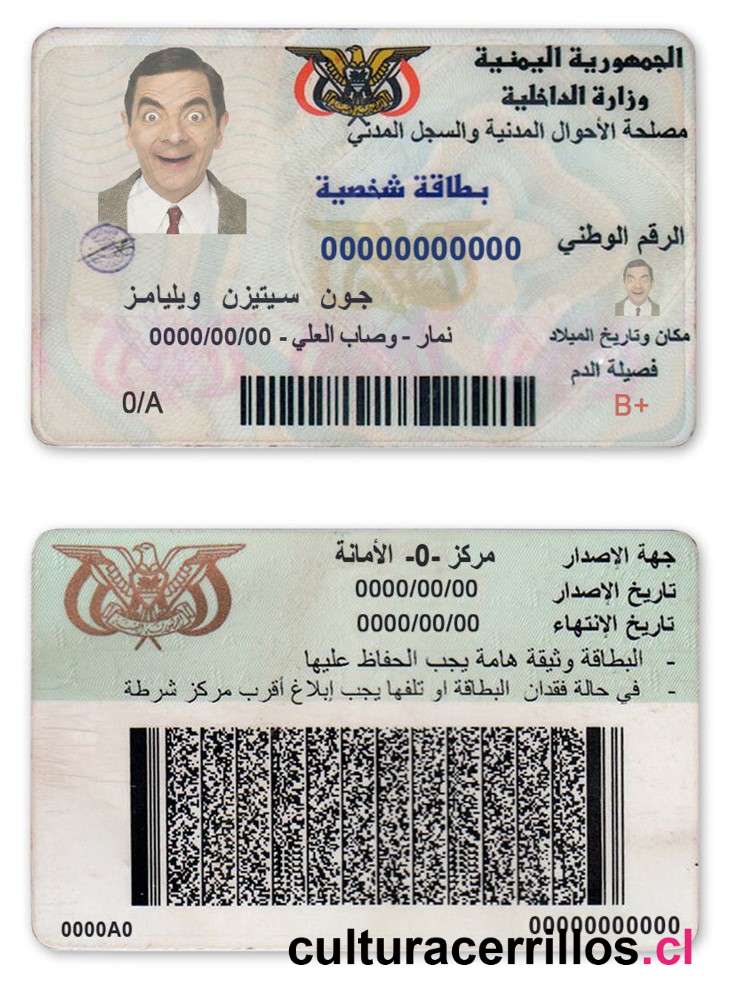 الجمهورية اليمنية
وزارة الداخلية
مصلحة الأحوال المدنية والسجل المدني
بطاقة شخصية
الرقم الوطني 00000000000
جون سيتيزن ويليامز
مكان وتاريخ الميلاد نمار - وصاب العلي - 0000/00/00
فصيلة الدم
B+
0/A
جهة الإصدار مركز -0- الأمانة
تاريخ الإصدار 0000/00/00
تاريخ الإنتهاء 0000/00/00
- البطاقة وثيقة هامة يجب الحفاظ عليها
- في حالة فقدان البطاقة او تلفها يجب إبلاغ أقرب مركز شرطة
0000A0
00000000000
culturacerrillos.cl